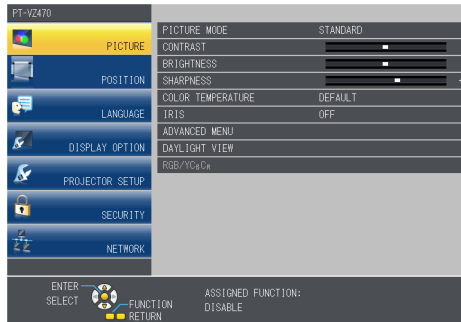 PT-VZ470
PICTURE
POSITION
LANGUAGE
DISPLAY OPTION
PROJECTOR SETUP
SECURITY
NETWORK
PICTURE MODE STANDARD
CONTRAST
BRIGHTNESS
SHARPNESS
COLOR TEMPERATURE DEFAULT
IRIS OFF
ADVANCED MENU
DAYLIGHT VIEW
RGB/YCBCR
ENTER
SELECT
FUNCTION
RETURN
ASSIGNED FUNCTION:
DISABLE